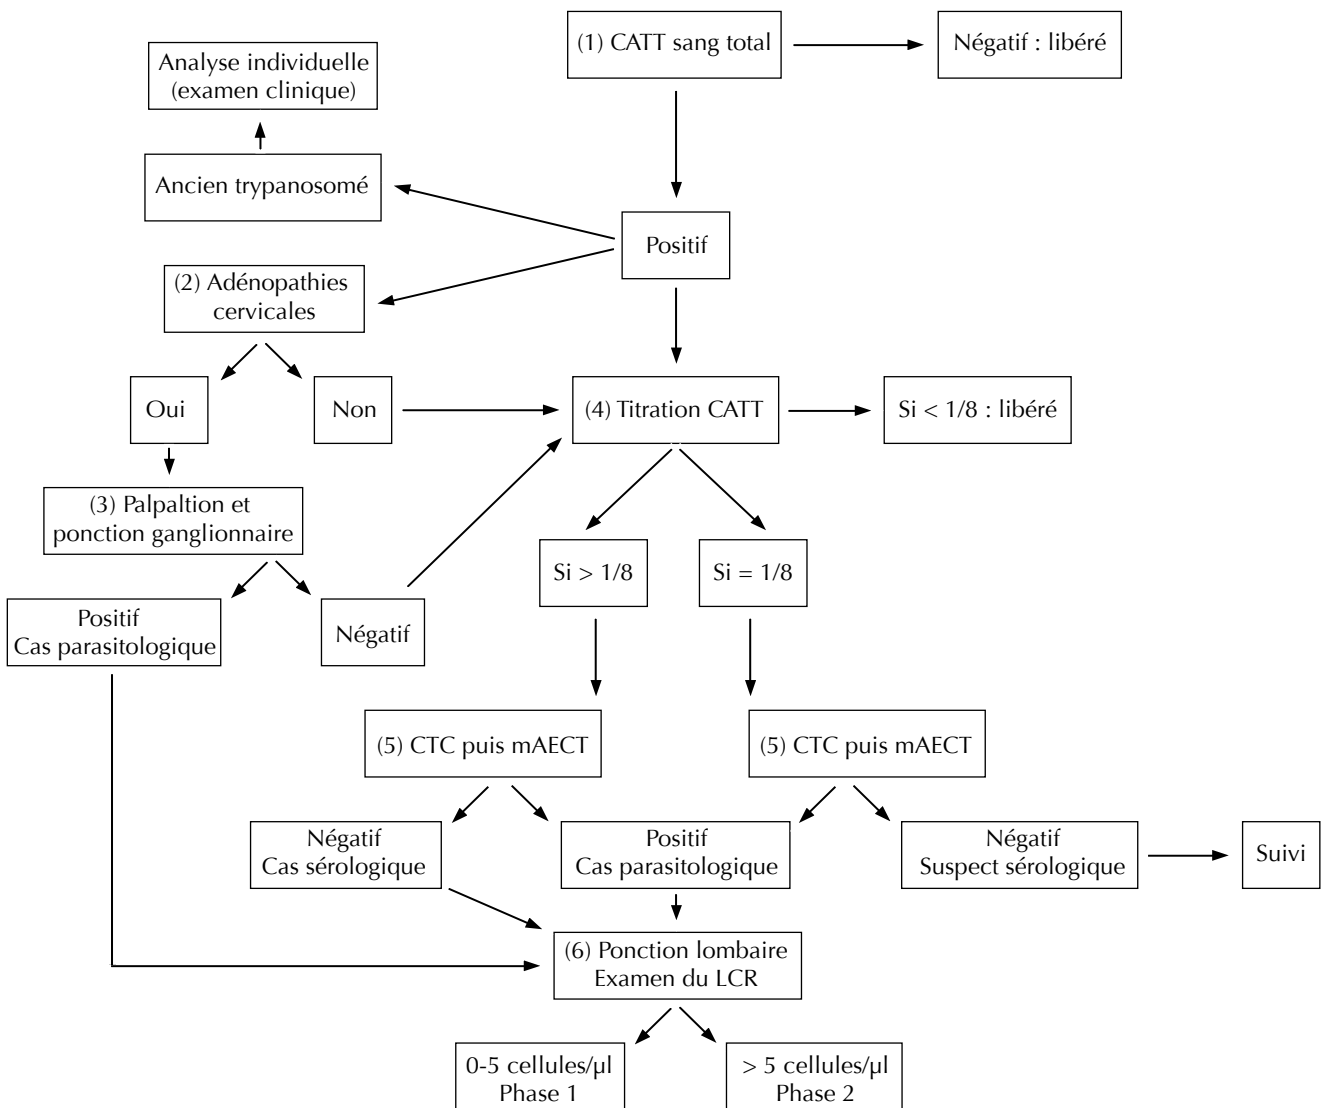 (1) CATT sang total
Négatif : libéré
Analyse individuelle
(examen clinique)
Ancien trypanosomé
Positif
(2) Adénopathies
cervicales
Oui
Non
(4) Titration CATT
Si < 1/8 : libéré
(3) Palpaltion et
ponction ganglionnaire
Si > 1/8
Si = 1/8
Positif
Cas parasitologique
Négatif
(5) CTC puis mAECT
(5) CTC puis mAECT
Négatif
Cas sérologique
Positif
Cas parasitologique
Négatif
Suspect sérologique
Suivi
(6) Ponction lombaire
Examen du LCR
0-5 cellules/µl
Phase 1
> 5 cellules/µl
Phase 2